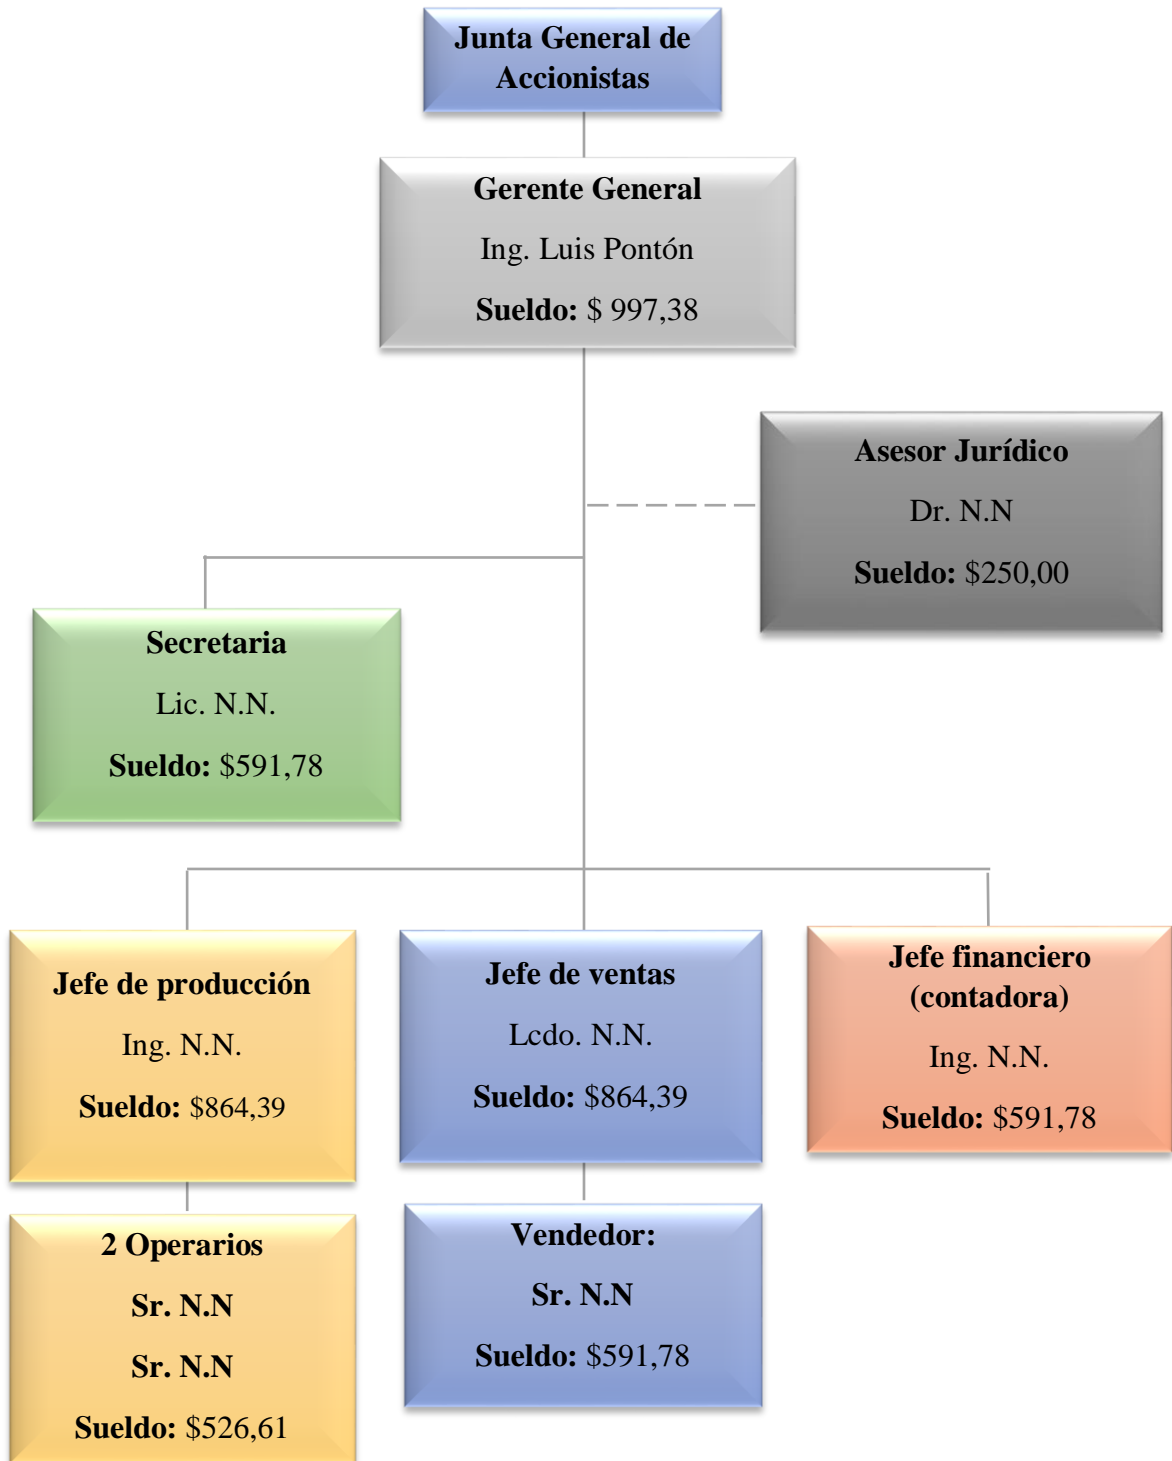 Junta General de
Accionistas
Gerente General
Ing. Luis Pontón
Sueldo: $ 997,38
Asesor Jurídico
Dr. N.N
Sueldo: $250,00
Secretaria
Lic. N.N.
Sueldo: $591,78
Jefe de producción
Ing. N.N.
Sueldo: $864,39
Jefe de ventas
Lcdo. N.N.
Sueldo: $864,39
Jefe financiero
(contadora)
Ing. N.N.
Sueldo: $591,78
2 Operarios
Sr. N.N
Sr. N.N
Sueldo: $526,61
Vendedor:
Sr. N.N
Sueldo: $591,78